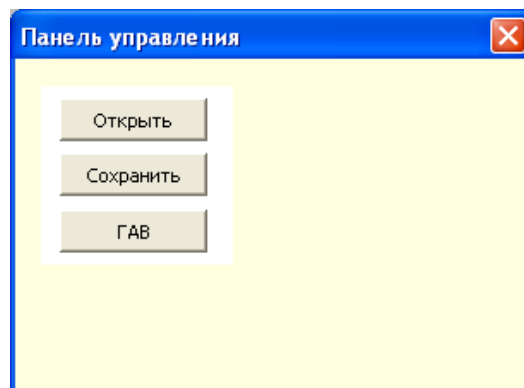 Панель управления
Открыть
Сохранить
ГАВ